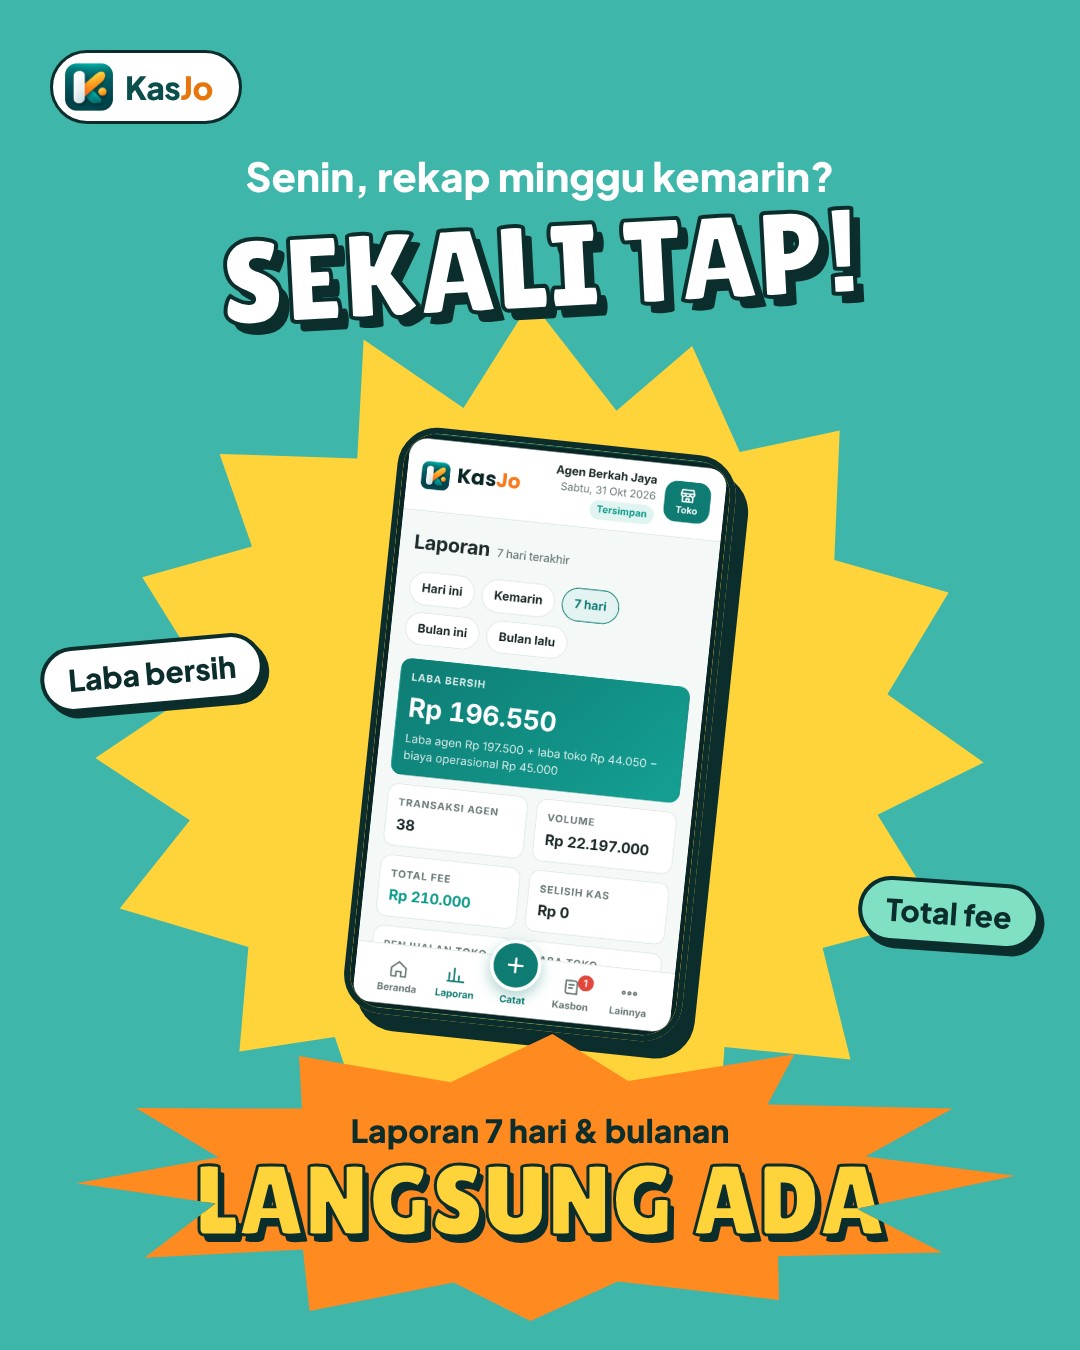 KasJo
Senin, rekap minggu kemarin?
SEKALI TAP!
KasJo
Agen Berkah Jaya
Sabtu, 31 Okt 2026
Tersimpan
Toko
Laporan 7 hari terakhir
Hari ini
Kemarin
7 hari
Bulan ini
Bulan lalu
LABA BERSIH
Rp 196.550
Laba agen Rp 197.500 + laba toko Rp 44.050 −
biaya operasional Rp 45.000
TRANSAKSI AGEN
38
VOLUME
Rp 22.197.000
TOTAL FEE
Rp 210.000
SELISIH KAS
Rp 0
Beranda
Laporan
Catat
1
Kasbon
Lainnya
Laba bersih
Total fee
Laporan 7 hari & bulanan
LANGSUNG ADA